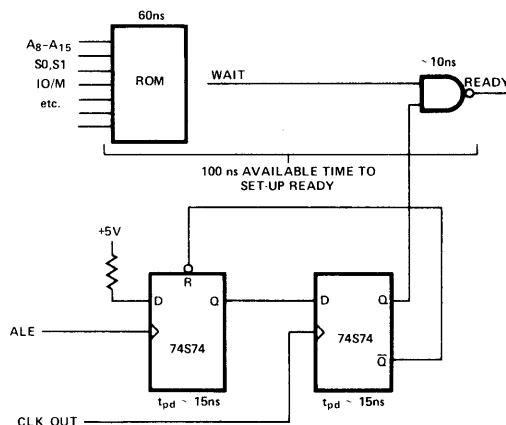 60ns
A8–A15
S0,S1
IO/M
etc.
ROM
WAIT
~10ns
READY
100 ns AVAILABLE TIME TO
SET-UP READY
+5V
R
D
Q
74S74
D
Q
Q̅
74S74
ALE
tpd ~ 15ns
tpd ~ 15ns
CLK OUT